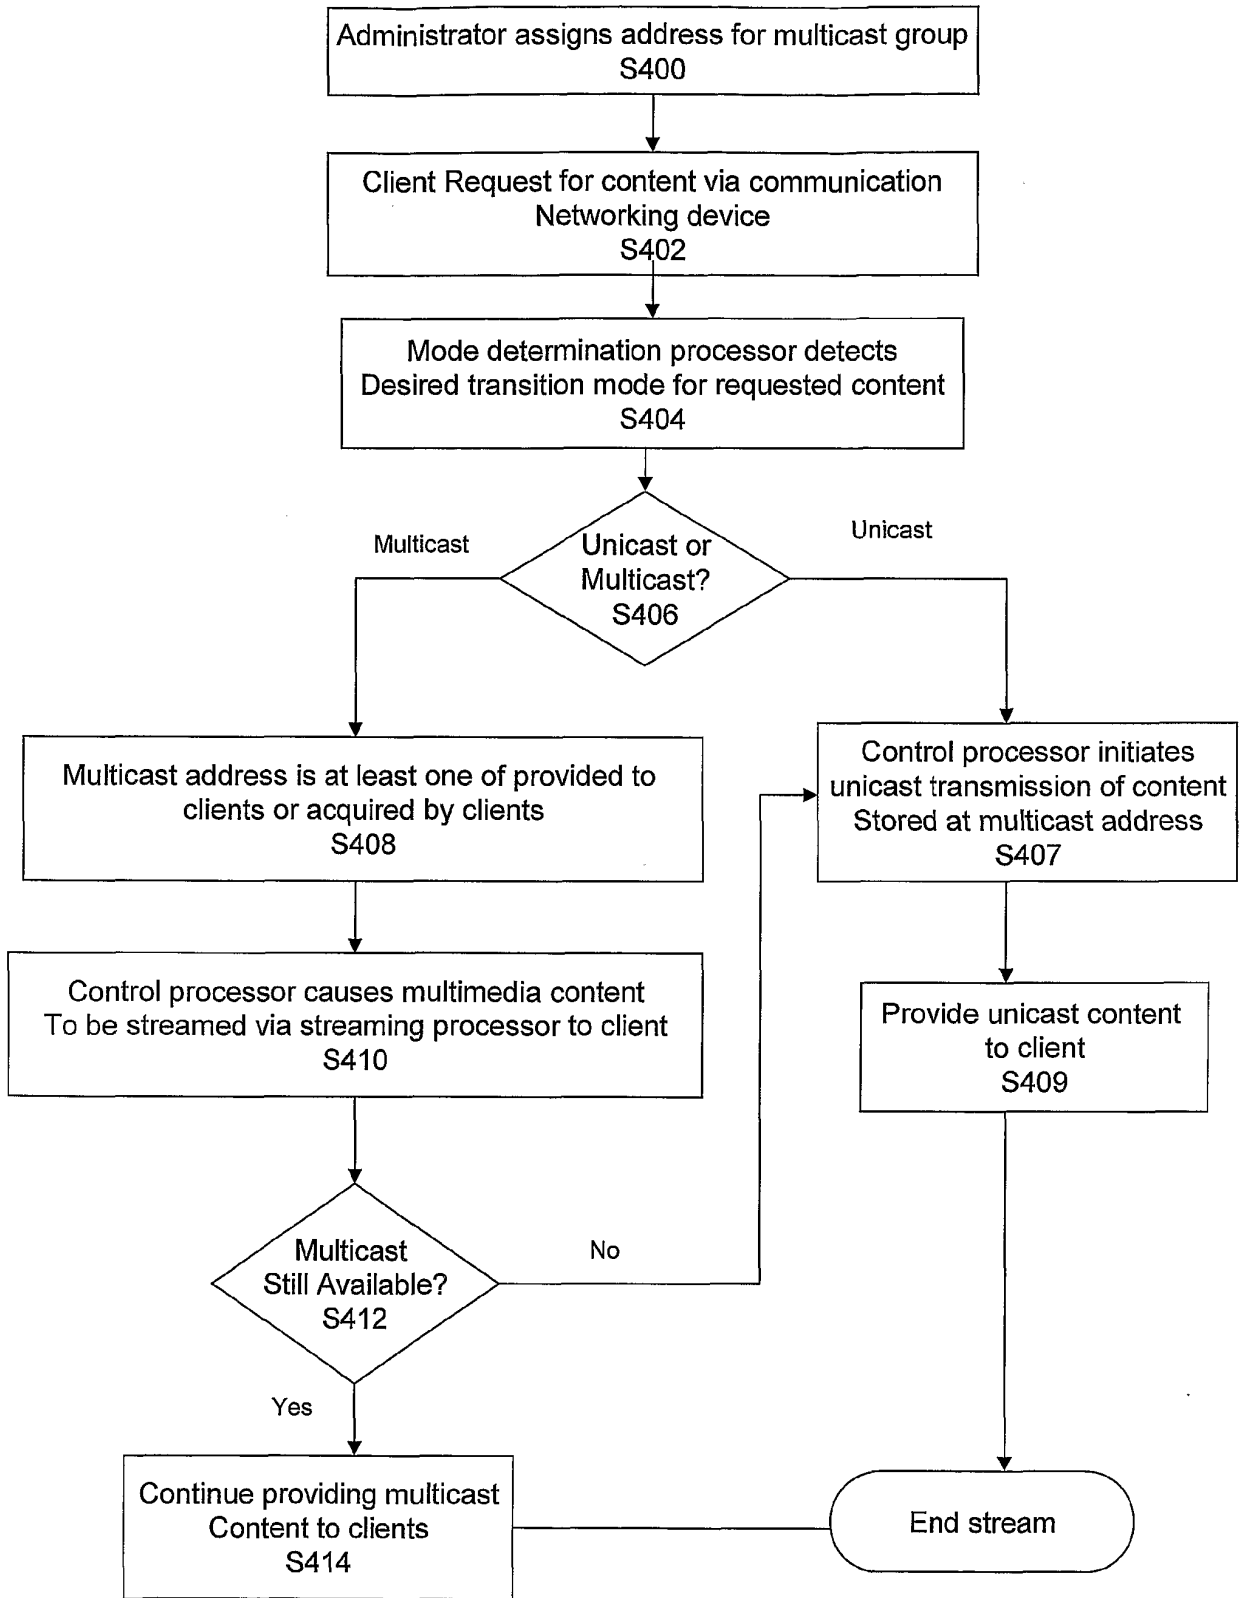 Administrator assigns address for multicast group
S400
Client Request for content via communication
Networking device
S402
Mode determination processor detects
Desired transition mode for requested content
S404
Multicast
Unicast or
Multicast?
S406
Unicast
Multicast address is at least one of provided to
clients or acquired by clients
S408
Control processor initiates
unicast transmission of content
Stored at multicast address
S407
Control processor causes multimedia content
To be streamed via streaming processor to client
S410
Provide unicast content
to client
S409
Multicast
Still Available?
S412
No
Yes
Continue providing multicast
Content to clients
S414
End stream